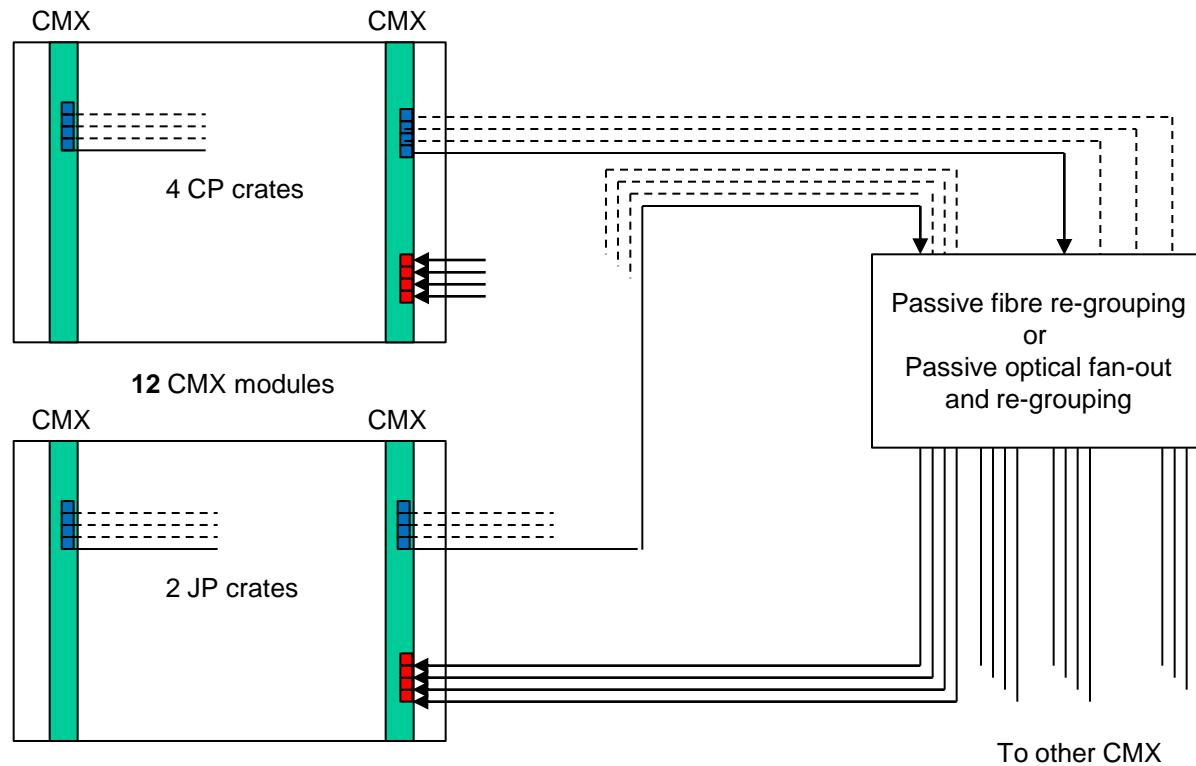 CMX
CMX
4 CP crates
Passive fibre re-grouping
or
Passive optical fan-out
and re-grouping
12 CMX modules
CMX
CMX
2 JP crates
To other CMX